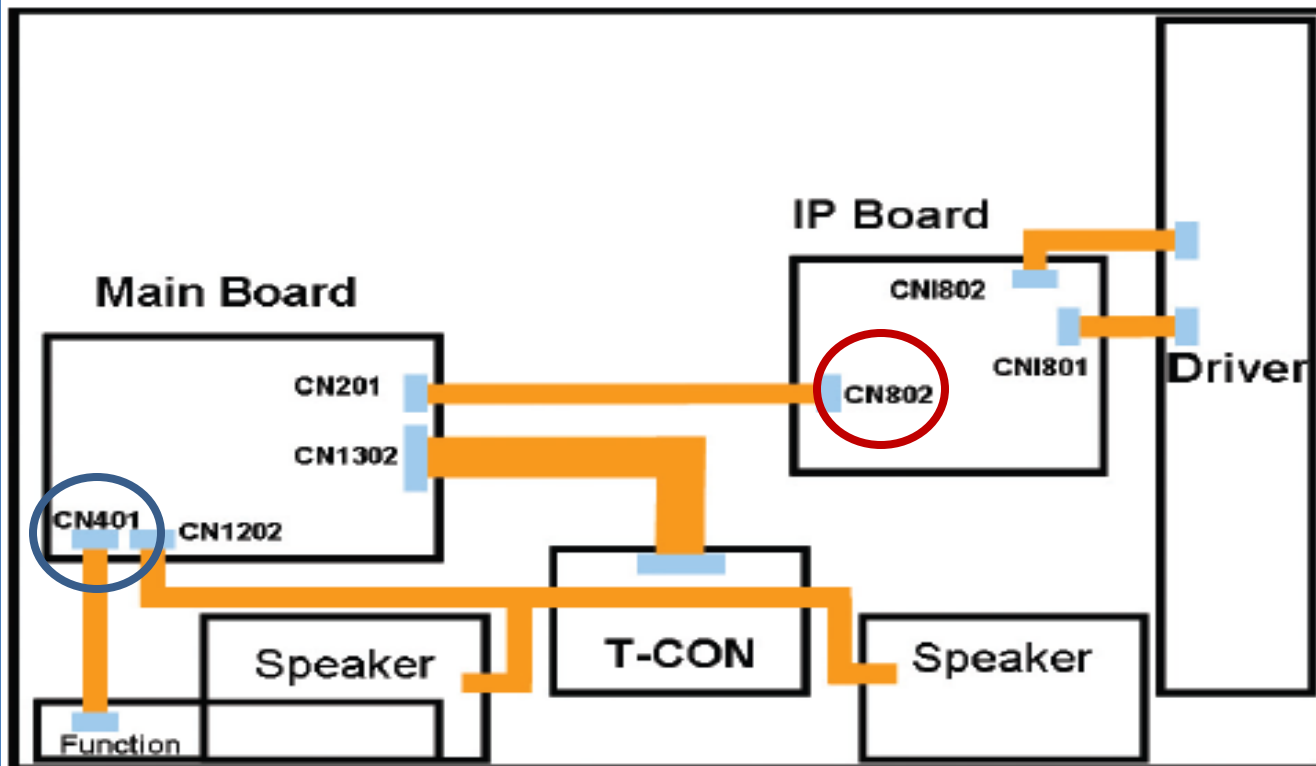 IP Board
CNI802
Main Board
CNI801
Driver
CN201
CN802
CN1302
CN401
CN1202
Speaker
T-CON
Speaker
Function